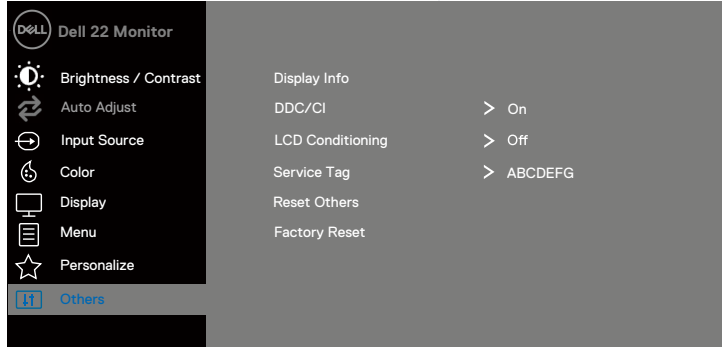 DELL Dell 22 Monitor
Brightness / Contrast Display Info
Auto Adjust DDC/CI > On
Input Source LCD Conditioning > Off
Color Service Tag > ABCDEFG
Display Reset Others
Menu Factory Reset
Personalize
Others